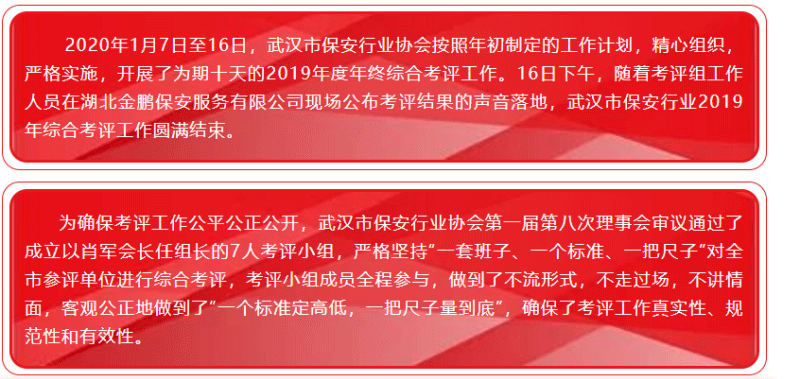 2020年1月7日至16日，武汉市保安行业协会按照年初制定的工作计划，精心组织，
严格实施，开展了为期十天的2019年度年终综合考评工作。16日下午，随着考评组工作
人员在湖北金鹏保安服务有限公司现场公布考评结果的声音落地，武汉市保安行业2019
年综合考评工作圆满结束。
为确保考评工作公平公正公开，武汉市保安行业协会第一届第八次理事会审议通过了
成立以肖军会长任组长的7人考评小组，严格坚持“一套班子、一个标准、一把尺子”对全
市参评单位进行综合考评，考评小组成员全程参与，做到了不流形式，不走过场，不讲情
面，客观公正地做到了“一个标准定高低，一把尺子量到底”，确保了考评工作真实性、规
范性和有效性。